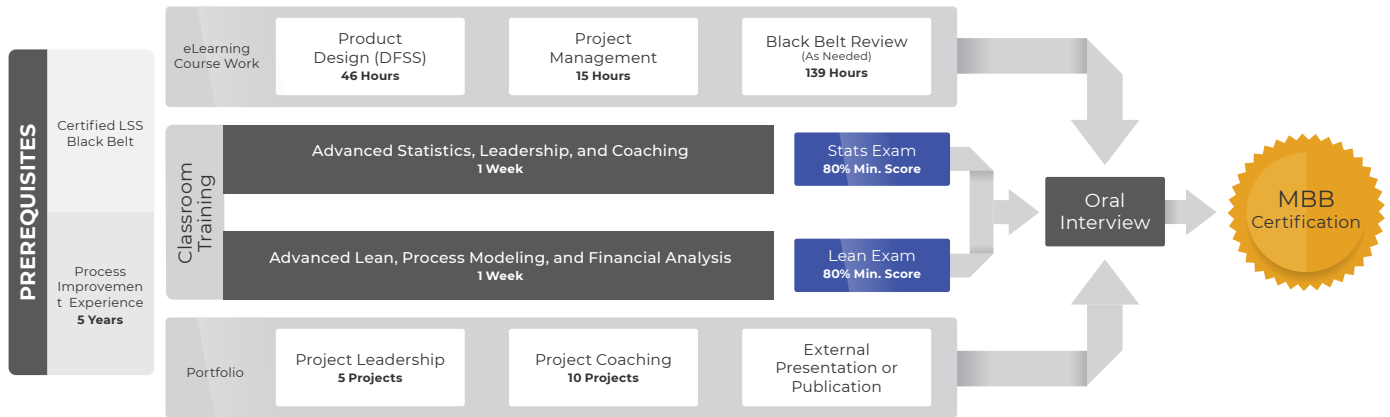 PREREQUISITES
Certified LSS
Black Belt
Process
Improvemen
t Experience
5 Years
eLearning
Course Work
Product
Design (DFSS)
46 Hours
Project
Management
15 Hours
Black Belt Review
(As Needed)
139 Hours
Classroom
Training
Advanced Statistics, Leadership, and Coaching
1 Week
Stats Exam
80% Min. Score
Advanced Lean, Process Modeling, and Financial Analysis
1 Week
Lean Exam
80% Min. Score
Portfolio
Project Leadership
5 Projects
Project Coaching
10 Projects
External
Presentation or
Publication
Oral
Interview
MBB
Certification